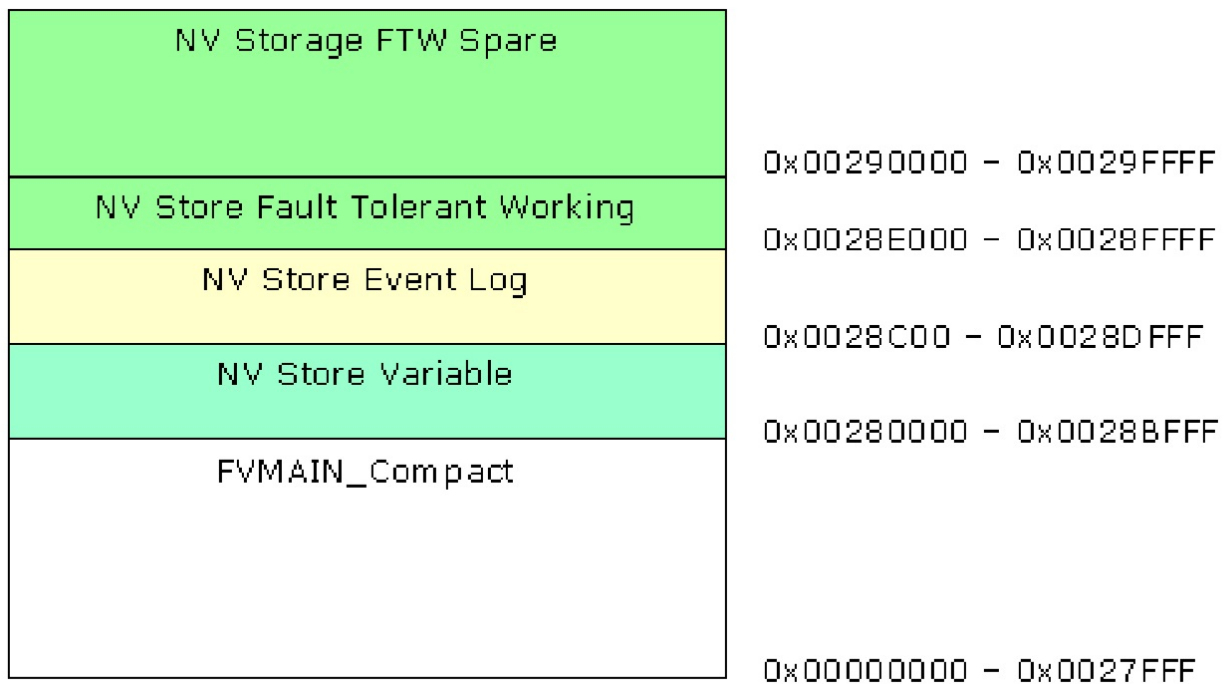 NV Storage FTW Spare
0x00290000 – 0x0029FFFF
NV Store Fault Tolerant Working
0x0028E000 – 0x0028FFFF
NV Store Event Log
0x0028C00 – 0x0028DFFF
NV Store Variable
0x00280000 – 0x0028BFFF
FVMAIN_Compact
0x00000000 – 0x0027FFF